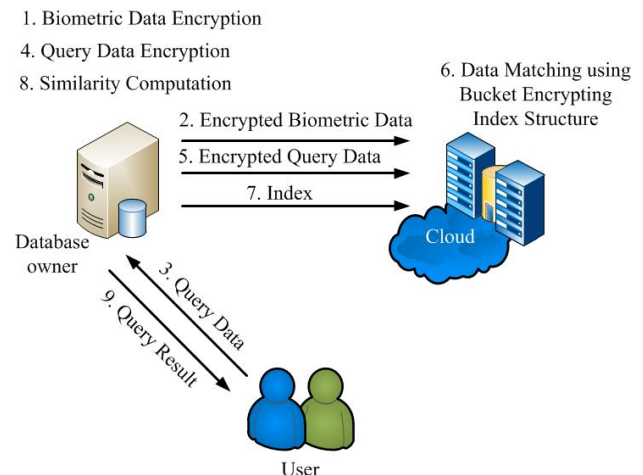 1. Biometric Data Encryption
4. Query Data Encryption
8. Similarity Computation
6. Data Matching using
Bucket Encrypting
Index Structure
2. Encrypted Biometric Data
5. Encrypted Query Data
7. Index
Database
owner
Cloud
3. Query Data
9. Query Result
User